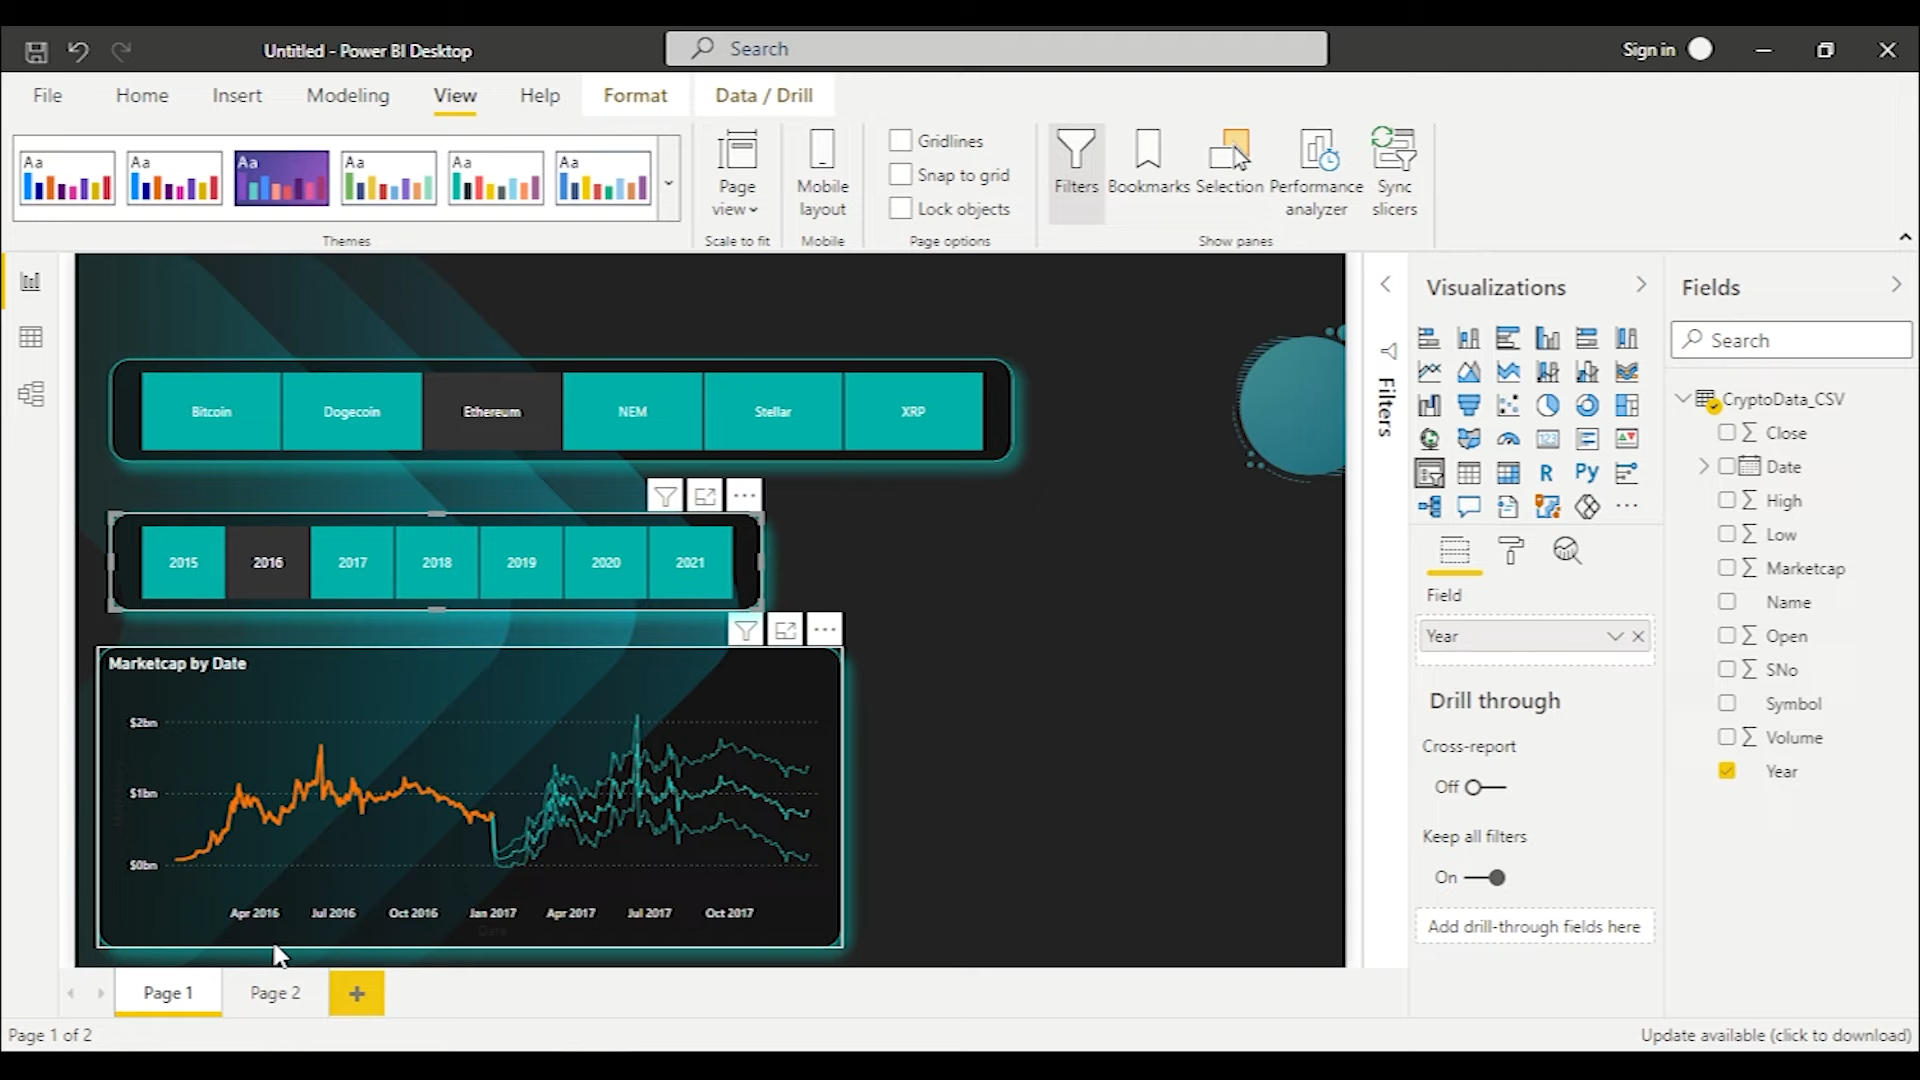 Untitled - Power BI Desktop
Search
Sign in
File
Home
Insert
Modeling
View
Help
Format
Data / Drill
Aa
Aa
Aa
Aa
Aa
Aa
Themes
Page
view
Scale to fit
Mobile
layout
Mobile
Gridlines
Snap to grid
Lock objects
Page options
Filters
Bookmarks
Selection
Performance
analyzer
Sync
slicers
Show panes
Bitcoin
Dogecoin
Ethereum
NEM
Stellar
XRP
2015
2016
2017
2018
2019
2020
2021
Marketcap by Date
$2bn
$1bn
$0bn
Apr 2016
Jul 2016
Oct 2016
Jan 2017
Apr 2017
Jul 2017
Oct 2017
Date
Filters
Visualizations
123
R
Py
Field
Year
Drill through
Cross-report
Off
Keep all filters
On
Add drill-through fields here
Fields
Search
CryptoData_CSV
Close
Date
High
Low
Marketcap
Name
Open
SNo
Symbol
Volume
Year
Page 1
Page 2
Page 1 of 2
Update available (click to download)